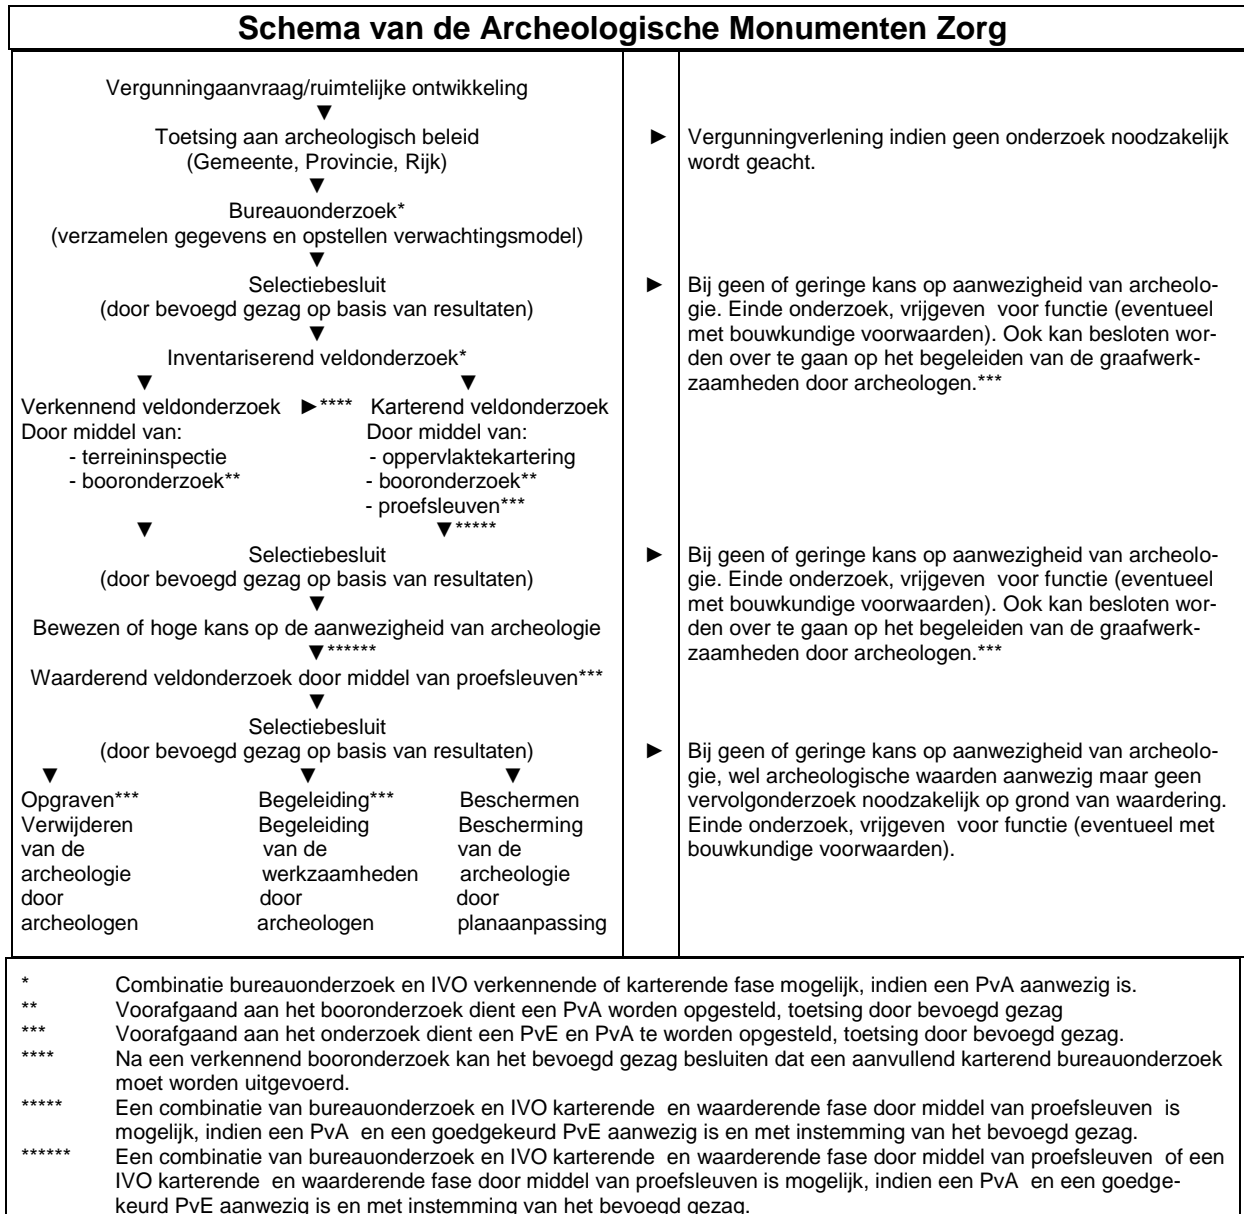 Schema van de Archeologische Monumenten Zorg
Vergunningaanvraag/ruimtelijke ontwikkeling
▼
Toetsing aan archeologisch beleid
(Gemeente, Provincie, Rijk)
▼
► Vergunningverlening indien geen onderzoek noodzakelijk
wordt geacht.
Bureauonderzoek*
(verzamelen gegevens en opstellen verwachtingsmodel)
▼
Selectiebesluit
(door bevoegd gezag op basis van resultaten)
▼
► Bij geen of geringe kans op aanwezigheid van archeolo-
gie. Einde onderzoek, vrijgeven voor functie (eventueel
met bouwkundige voorwaarden). Ook kan besloten wor-
den over te gaan op het begeleiden van de graafwerk-
zaamheden door archeologen.***
Inventariserend veldonderzoek*
▼ ▼
Verkennend veldonderzoek ►**** Karterend veldonderzoek
Door middel van: Door middel van:
- terreininspectie - oppervlaktekartering
- booronderzoek** - booronderzoek**
- proefsleuven***
▼ ▼*****
Selectiebesluit
(door bevoegd gezag op basis van resultaten)
▼
► Bij geen of geringe kans op aanwezigheid van archeolo-
gie. Einde onderzoek, vrijgeven voor functie (eventueel
met bouwkundige voorwaarden). Ook kan besloten wor-
den over te gaan op het begeleiden van de graafwerk-
zaamheden door archeologen.***
Bewezen of hoge kans op de aanwezigheid van archeologie
▼******
Waarderend veldonderzoek door middel van proefsleuven***
▼
Selectiebesluit
(door bevoegd gezag op basis van resultaten)
► Bij geen of geringe kans op aanwezigheid van archeolo-
gie, wel archeologische waarden aanwezig maar geen
vervolgonderzoek noodzakelijk op grond van waardering.
Einde onderzoek, vrijgeven voor functie (eventueel met
bouwkundige voorwaarden).
▼ ▼ ▼
Opgraven*** Begeleiding*** Beschermen
Verwijderen Begeleiding Bescherming
van de van de van de
archeologie werkzaamheden archeologie
door door door
archeologen archeologen planaanpassing
* Combinatie bureauonderzoek en IVO verkennende of karterende fase mogelijk, indien een PvA aanwezig is.
** Voorafgaand aan het booronderzoek dient een PvA worden opgesteld, toetsing door bevoegd gezag
*** Voorafgaand aan het onderzoek dient een PvE en PvA te worden opgesteld, toetsing door bevoegd gezag.
**** Na een verkennend booronderzoek kan het bevoegd gezag besluiten dat een aanvullend karterend bureauonderzoek
moet worden uitgevoerd.
***** Een combinatie van bureauonderzoek en IVO karterende en waarderende fase door middel van proefsleuven is
mogelijk, indien een PvA en een goedgekeurd PvE aanwezig is en met instemming van het bevoegd gezag.
****** Een combinatie van bureauonderzoek en IVO karterende en waarderende fase door middel van proefsleuven of een
IVO karterende en waarderende fase door middel van proefsleuven is mogelijk, indien een PvA en een goedge-
keurd PvE aanwezig is en met instemming van het bevoegd gezag.